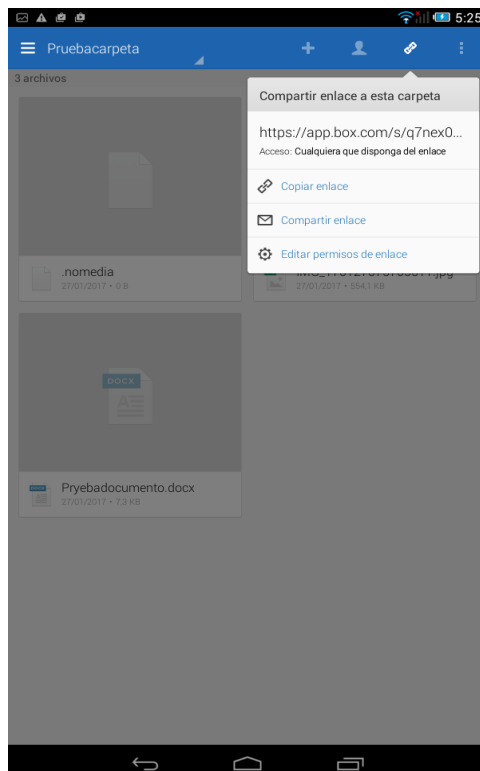 5:25
Pruebacarpeta
3 archivos
Compartir enlace a esta carpeta
https://app.box.com/s/q7nex0...
Acceso: Cualquiera que disponga del enlace
Copiar enlace
Compartir enlace
Editar permisos de enlace
.nomedia
27/01/2017 • 0 B
27/01/2017 • 554,1 KB
DOCX
Pryebadocumento.docx
27/01/2017 • 7,3 KB